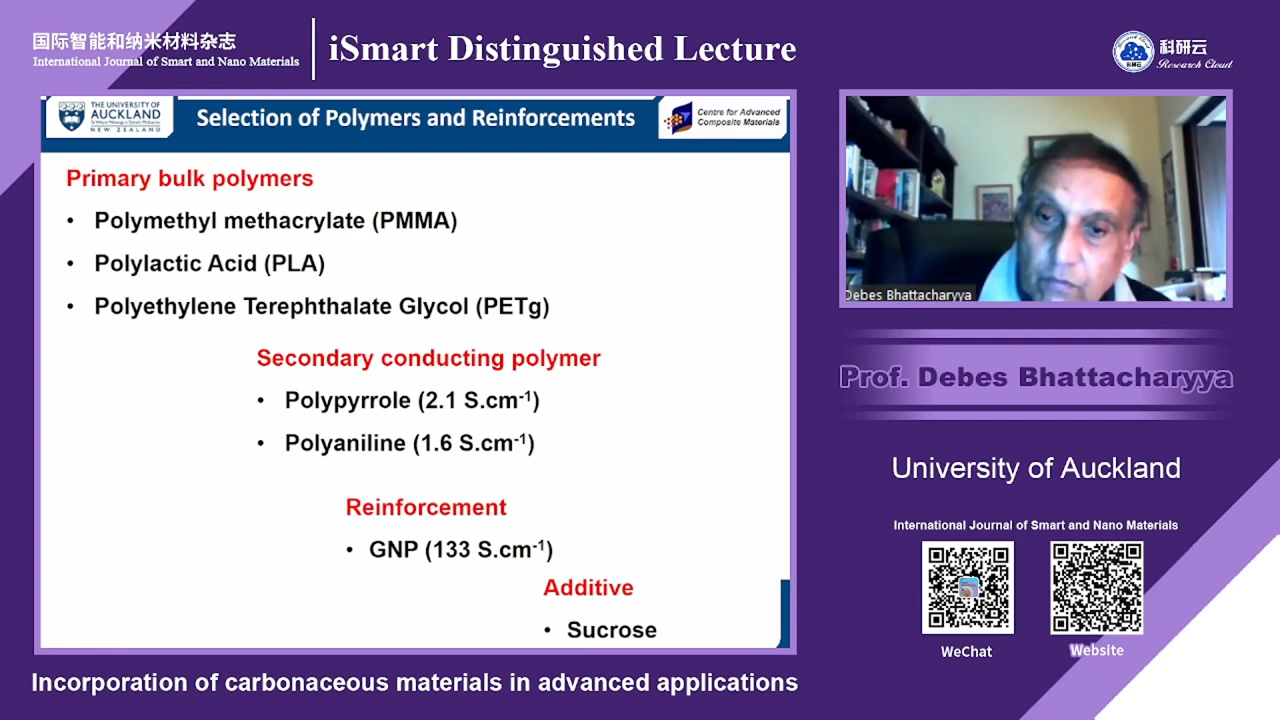 国际智能和纳米材料杂志
International Journal of Smart and Nano Materials
iSmart Distinguished Lecture
科研云
Research Cloud
科研云
THE UNIVERSITY OF
AUCKLAND
NEW ZEALAND
Selection of Polymers and Reinforcements
Centre for Advanced
Composite Materials
Primary bulk polymers
• Polymethyl methacrylate (PMMA)
• Polylactic Acid (PLA)
• Polyethylene Terephthalate Glycol (PETg)
Secondary conducting polymer
• Polypyrrole (2.1 S.cm⁻¹)
• Polyaniline (1.6 S.cm⁻¹)
Reinforcement
• GNP (133 S.cm⁻¹)
Additive
• Sucrose
Debes Bhattacharyya
Prof. Debes Bhattacharyya
University of Auckland
International Journal of Smart and Nano Materials
WeChat
Website
Incorporation of carbonaceous materials in advanced applications